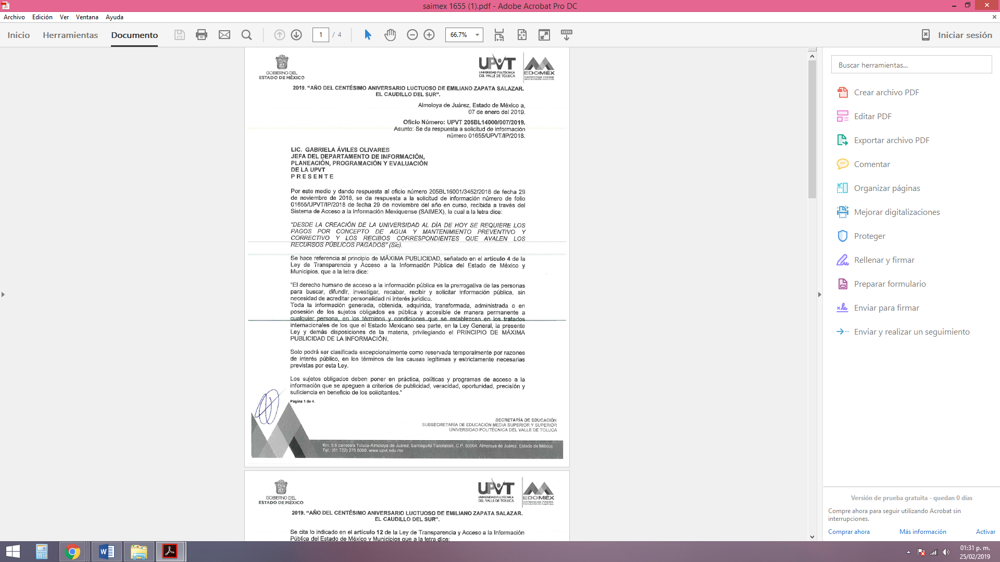 saimex 1655 (1).pdf - Adobe Acrobat Pro DC
Archivo Edición Ver Ventana Ayuda
Inicio Herramientas Documento 1 / 4 66.7% Iniciar sesión
GOBIERNO DEL
ESTADO DE MÉXICO
UPVT
UNIVERSIDAD POLITÉCNICA
DEL VALLE DE TOLUCA
EDOMÉX
DECISIONES FIRMES, RESULTADOS FUERTES.
2019. “AÑO DEL CENTÉSIMO ANIVERSARIO LUCTUOSO DE EMILIANO ZAPATA SALAZAR.
EL CAUDILLO DEL SUR”.
Almoloya de Juárez, Estado de México a,
07 de enero del 2019.
Oficio Número: UPVT 205BL14000/007/2019.
Asunto: Se da respuesta a solicitud de información
número 01655/UPVT/IP/2018.
LIC. GABRIELA ÁVILES OLIVARES
JEFA DEL DEPARTAMENTO DE INFORMACIÓN,
PLANEACIÓN, PROGRAMACIÓN Y EVALUACIÓN
DE LA UPVT
P R E S E N T E
Por este medio y dando respuesta al oficio número 205BL16001/3452/2018 de fecha 29
de noviembre de 2018, se da respuesta a la solicitud de información número de folio
01655/UPVT/IP/2018 de fecha 29 de noviembre del año en curso, recibida a través del
Sistema de Acceso a la Información Mexiquense (SAIMEX), la cual a la letra dice:
“DESDE LA CREACIÓN DE LA UNIVERSIDAD AL DÍA DE HOY SE REQUIERE LOS
PAGOS POR CONCEPTO DE AGUA Y MANTENIMIENTO PREVENTIVO Y
CORRECTIVO Y LOS RECIBOS CORRESPONDIENTES QUE AVALEN LOS
RECURSOS PÚBLICOS PAGADOS” (Sic).
Se hace referencia al principio de MÁXIMA PUBLICIDAD, señalado en el artículo 4 de la
Ley de Transparencia y Acceso a la Información Pública del Estado de México y
Municipios, que a la letra dice:
“El derecho humano de acceso a la información pública es la prerrogativa de las personas
para buscar, difundir, investigar, recabar, recibir y solicitar información pública, sin
necesidad de acreditar personalidad ni interés jurídico.
Toda la información generada, obtenida, adquirida, transformada, administrada o en
posesión de los sujetos obligados es pública y accesible de manera permanente a
cualquier persona, en los términos y condiciones que se establezcan en los tratados
internacionales de los que el Estado Mexicano sea parte, en la Ley General, la presente
Ley y demás disposiciones de la materia, privilegiando el PRINCIPIO DE MÁXIMA
PUBLICIDAD DE LA INFORMACIÓN.
Solo podrá ser clasificada excepcionalmente como reservada temporalmente por razones
de interés público, en los términos de las causas legítimas y estrictamente necesarias
previstas por esta Ley.
Los sujetos obligados deben poner en práctica, políticas y programas de acceso a la
información que se apeguen a criterios de publicidad, veracidad, oportunidad, precisión y
suficiencia en beneficio de los solicitantes.”
Página 1 de 4.
SECRETARÍA DE EDUCACIÓN
SUBSECRETARÍA DE EDUCACIÓN MEDIA SUPERIOR Y SUPERIOR
UNIVERSIDAD POLITÉCNICA DEL VALLE DE TOLUCA
Km. 5.6 carretera Toluca-Almoloya de Juárez, Santiaguito Tlalcilalcali, C.P. 50904, Almoloya de Juárez, Estado de México.
Tel.: (01 722) 276 6060. www.upvt.edu.mx
GOBIERNO DEL
ESTADO DE MÉXICO
UPVT
UNIVERSIDAD POLITÉCNICA
DEL VALLE DE TOLUCA
EDOMÉX
DECISIONES FIRMES, RESULTADOS FUERTES.
2019. “AÑO DEL CENTÉSIMO ANIVERSARIO LUCTUOSO DE EMILIANO ZAPATA SALAZAR.
EL CAUDILLO DEL SUR”.
Se cita lo indicado en el artículo 12 de la Ley de Transparencia y Acceso a la Información
Pública del Estado de México y Municipios que a la letra dice:
Buscar herramientas...
Crear archivo PDF
Editar PDF
Exportar archivo PDF
Comentar
Organizar páginas
Mejorar digitalizaciones
Proteger
Rellenar y firmar
Preparar formulario
Enviar para firmar
Enviar y realizar un seguimiento
Versión de prueba gratuita - quedan 0 días
Compre ahora para seguir utilizando Acrobat sin
interrupciones.
Comprar ahora Más información Activar
01:31 p. m.
25/02/2019